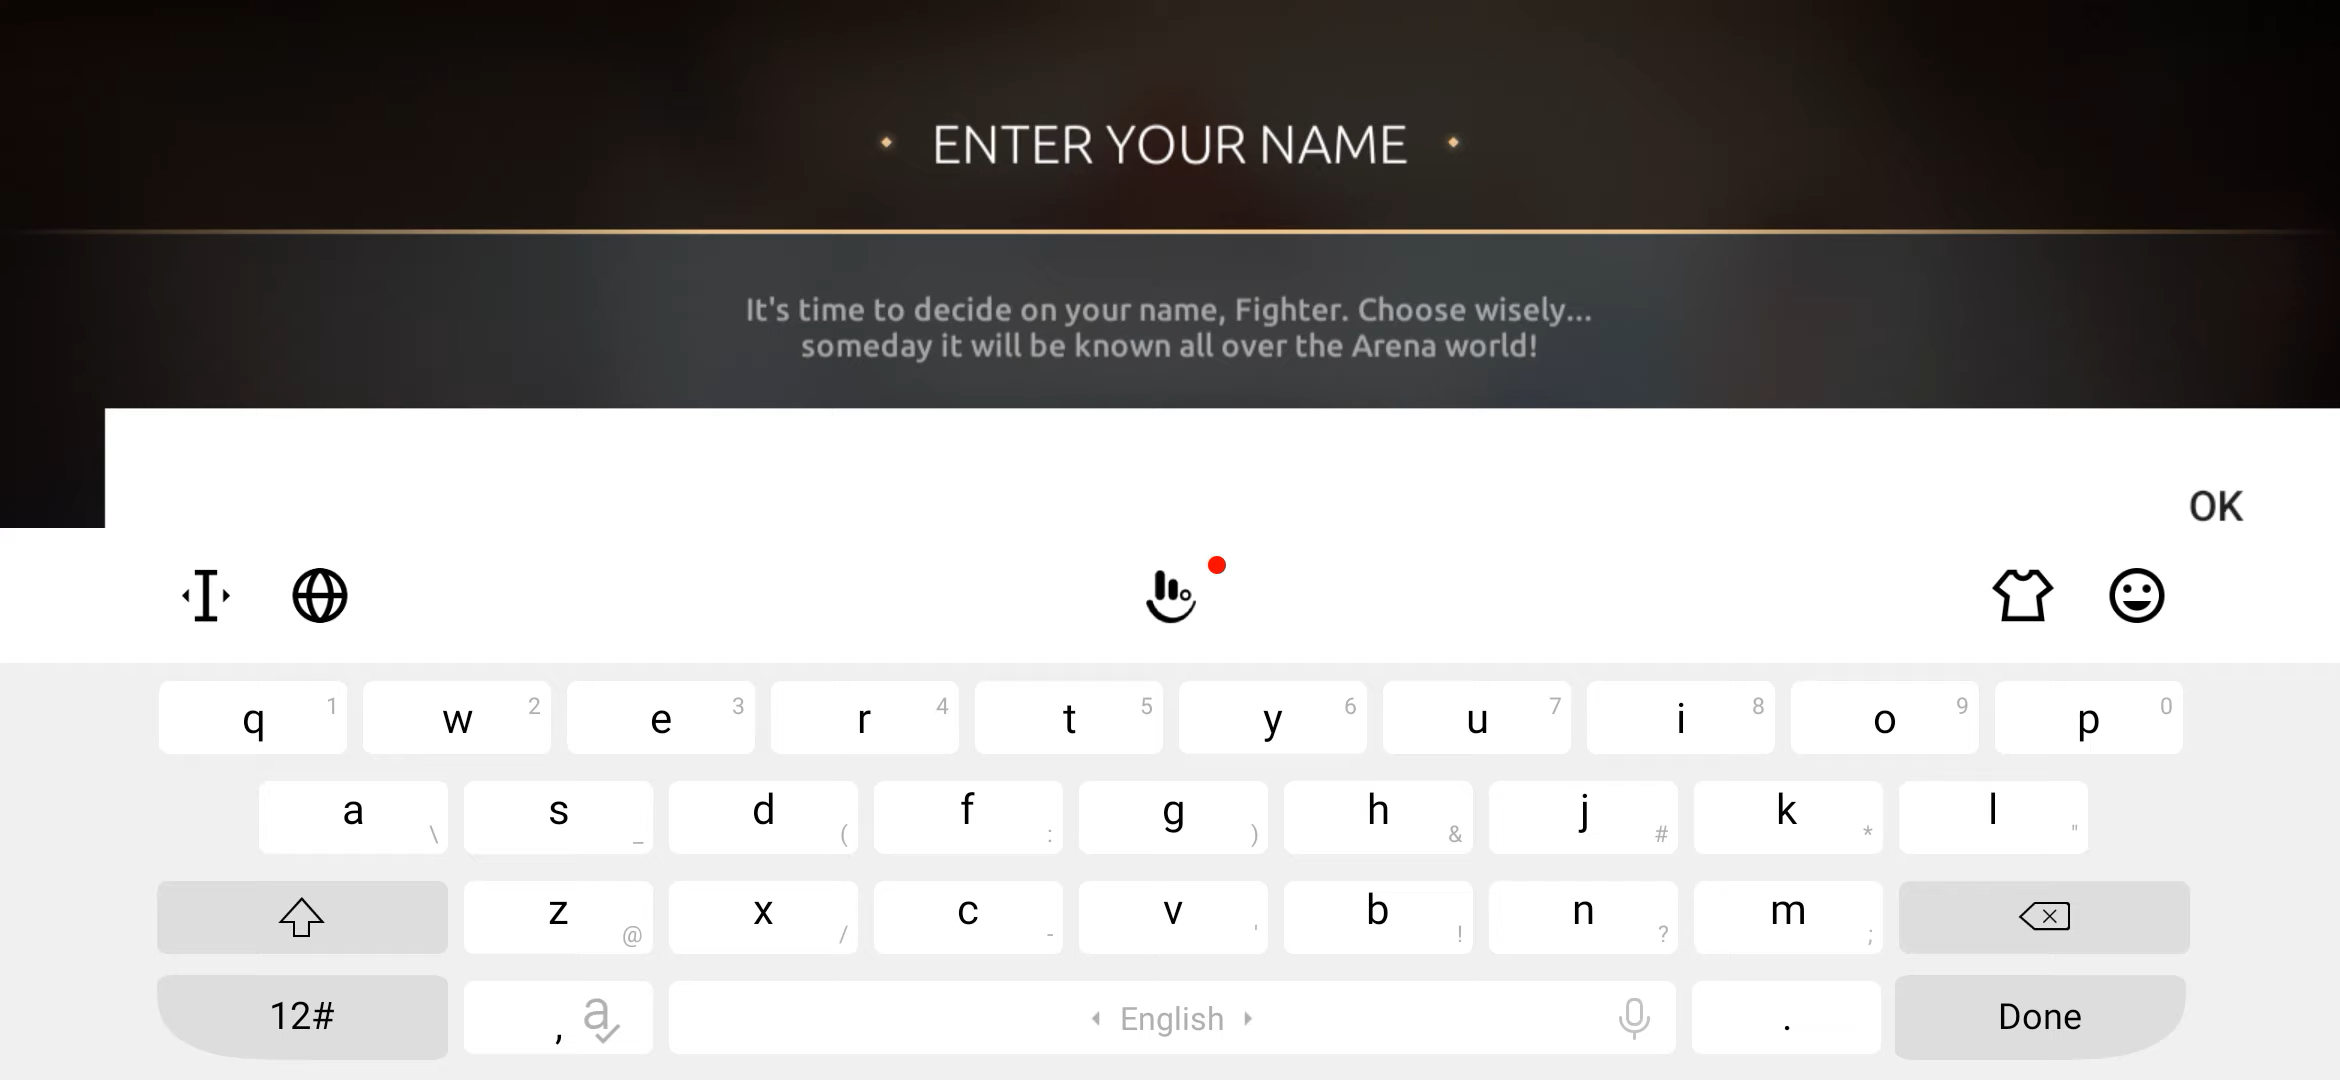 ENTER YOUR NAME
It's time to decide on your name, Fighter. Choose wisely...
someday it will be known all over the Arena world!
OK
q 1 w 2 e 3 r 4 t 5 y 6 u 7 i 8 o 9 p 0
a \ s _ d ( f : g ) h & j # k * l "
z @ x / c - v ' b ! n ? m ;
12# , a English . Done